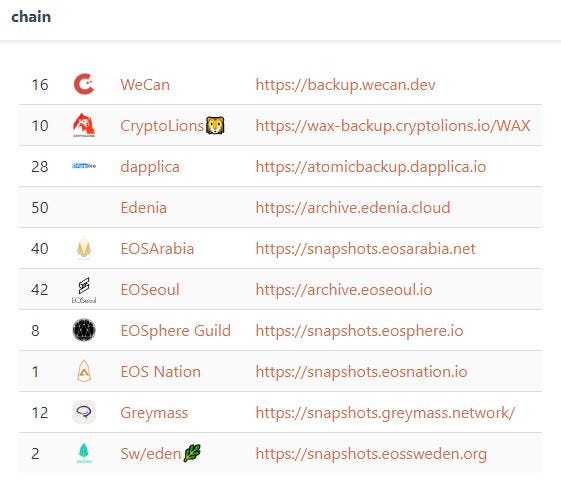 chain
16 WeCan https://backup.wecan.dev
10 CryptoLions🦁 https://wax-backup.cryptolions.io/WAX
28 dapplica https://atomicbackup.dapplica.io
50 Edenia https://archive.edenia.cloud
40 EOSArabia https://snapshots.eosarabia.net
42 EOSeoul EOSeoul https://archive.eoseoul.io
8 EOSphere Guild https://snapshots.eosphere.io
1 EOS Nation https://snapshots.eosnation.io
12 Greymass https://snapshots.greymass.network/
2 Sw/eden🌿 https://snapshots.eossweden.org